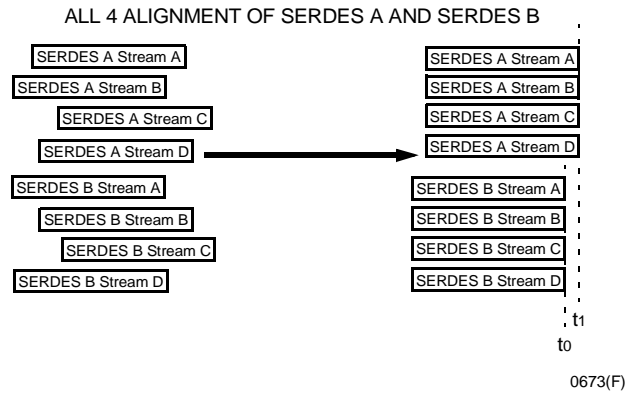 ALL 4 ALIGNMENT OF SERDES A AND SERDES B
SERDES A Stream A
SERDES A Stream B
SERDES A Stream C
SERDES A Stream D
SERDES B Stream A
SERDES B Stream B
SERDES B Stream C
SERDES B Stream D
SERDES A Stream A
SERDES A Stream B
SERDES A Stream C
SERDES A Stream D
SERDES B Stream A
SERDES B Stream B
SERDES B Stream C
SERDES B Stream D
t1
t0
0673(F)